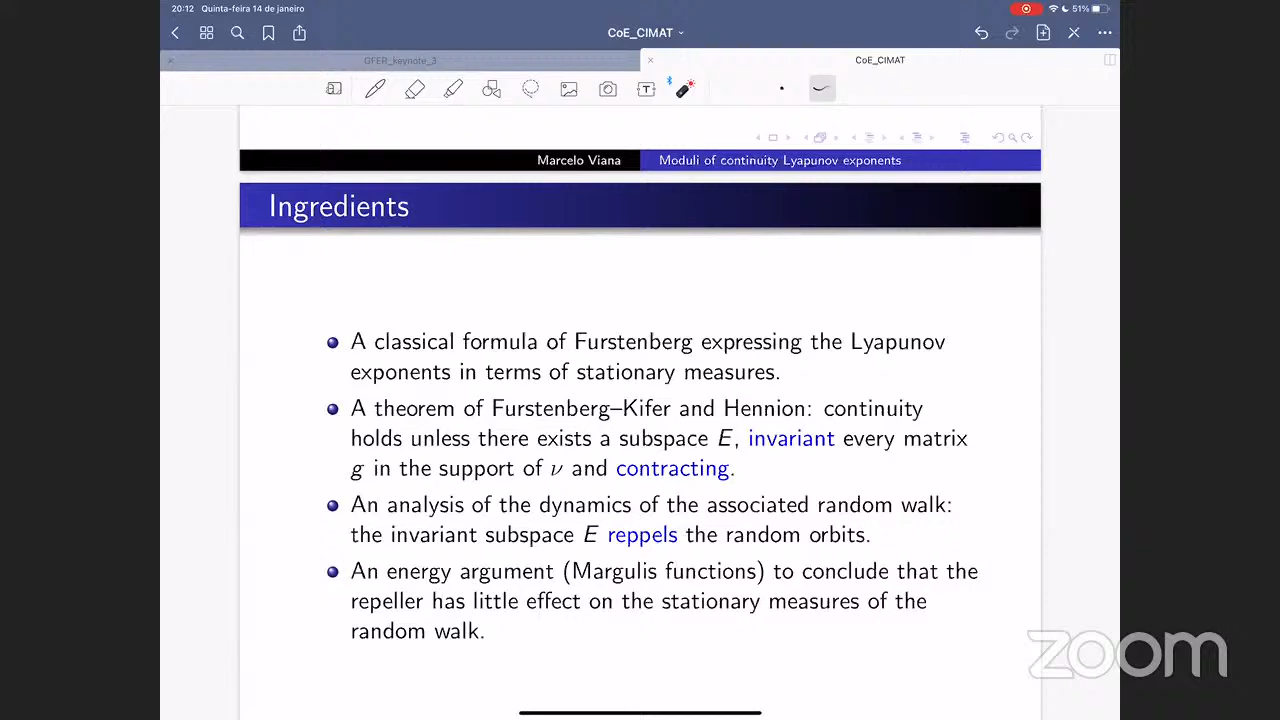 20:12 Quinta-feira 14 de janeiro
51%
CoE_CIMAT
GFER_keynote_3
CoE_CIMAT
T
Marcelo Viana
Moduli of continuity Lyapunov exponents
Ingredients
A classical formula of Furstenberg expressing the Lyapunov
exponents in terms of stationary measures.
A theorem of Furstenberg–Kifer and Hennion: continuity
holds unless there exists a subspace E, invariant every matrix
g in the support of ν and contracting.
An analysis of the dynamics of the associated random walk:
the invariant subspace E reppels the random orbits.
An energy argument (Margulis functions) to conclude that the
repeller has little effect on the stationary measures of the
random walk.
zoom